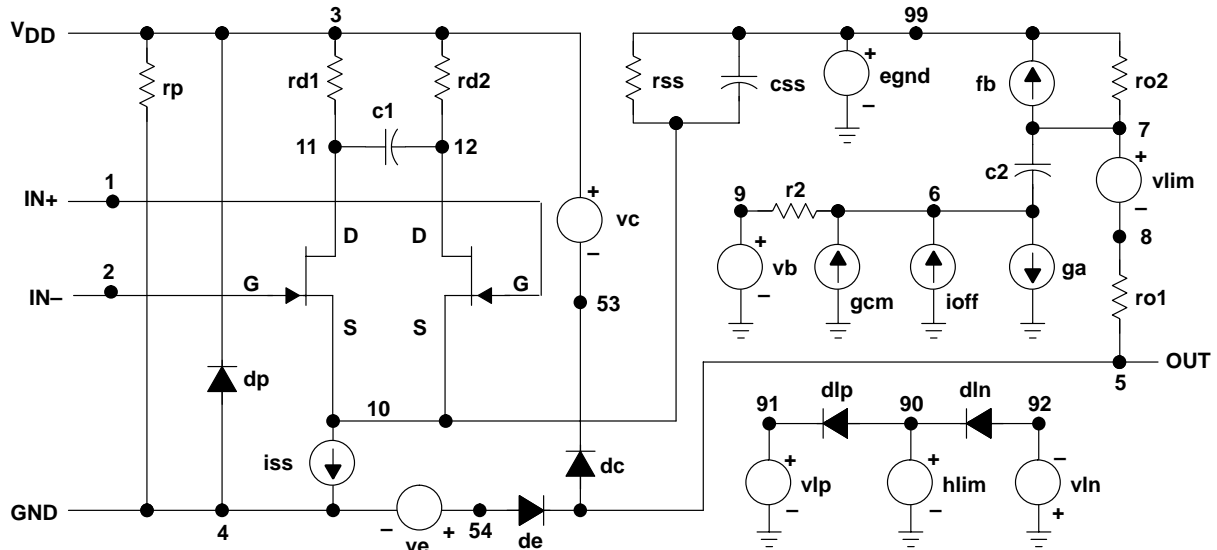 3 99
VDD
rp rd1 rd2 rss css egnd fb ro2
+
−
c1
11 12 7
c2 + vlim −
1
IN+
9 r2 6
+ vc −
D D
8
+ vb − gcm ioff ga
2
IN−
G G
53
ro1
S S
OUT
5
dp
dlp dln
10 91 90 92
iss dc
+ vlp − + hlim − − vln +
GND
4
− ve + 54 de